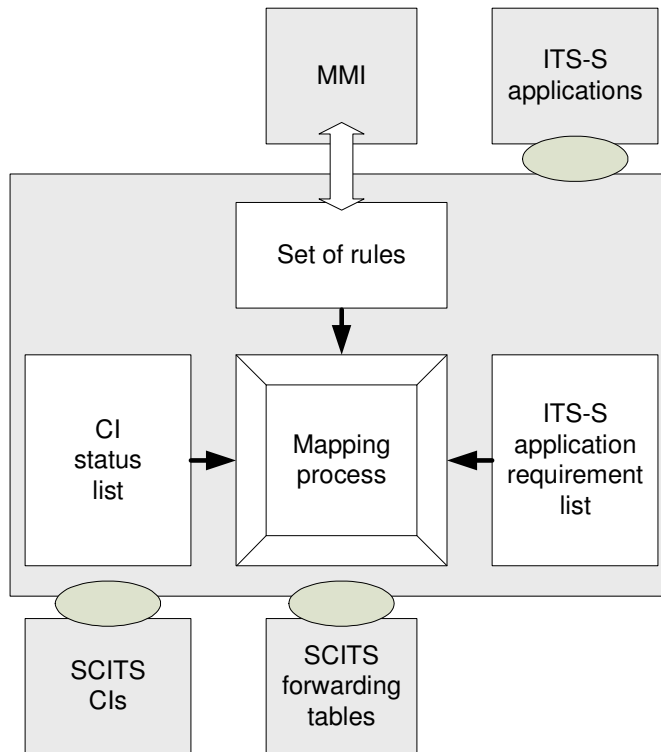 MMI
ITS-S
applications
Set of rules
CI
status
list
Mapping
process
ITS-S
application
requirement
list
SCITS
CIs
SCITS
forwarding
tables